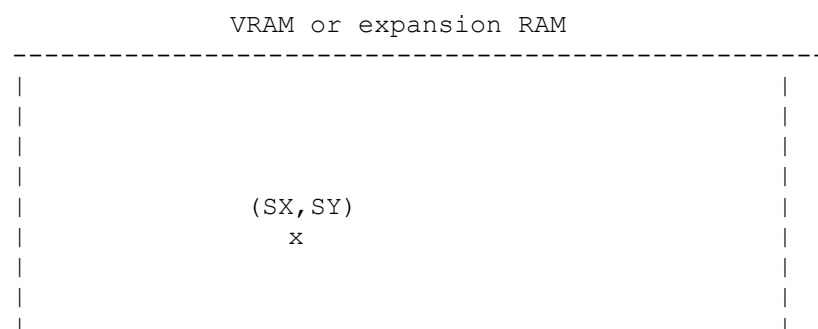 VRAM or expansion RAM
---------------------------------------------------
|                                                |
|                                                |
|                                                |
|                                                |
|              (SX,SY)                           |
|                 x                              |
|                                                |
|                                                |
|                                                |